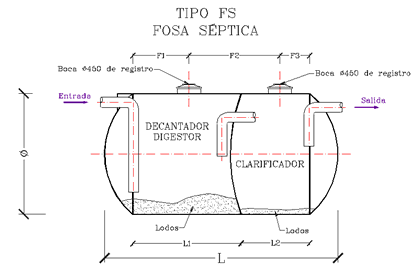 TIPO FS
FOSA SÉPTICA
F1 F2 F3
Boca ø450 de registro
Boca ø450 de registro
Entrada
Salida
DECANTADOR
DIGESTOR
CLARIFICADOR
Ø
Lodos
Lodos
L1 L2
L